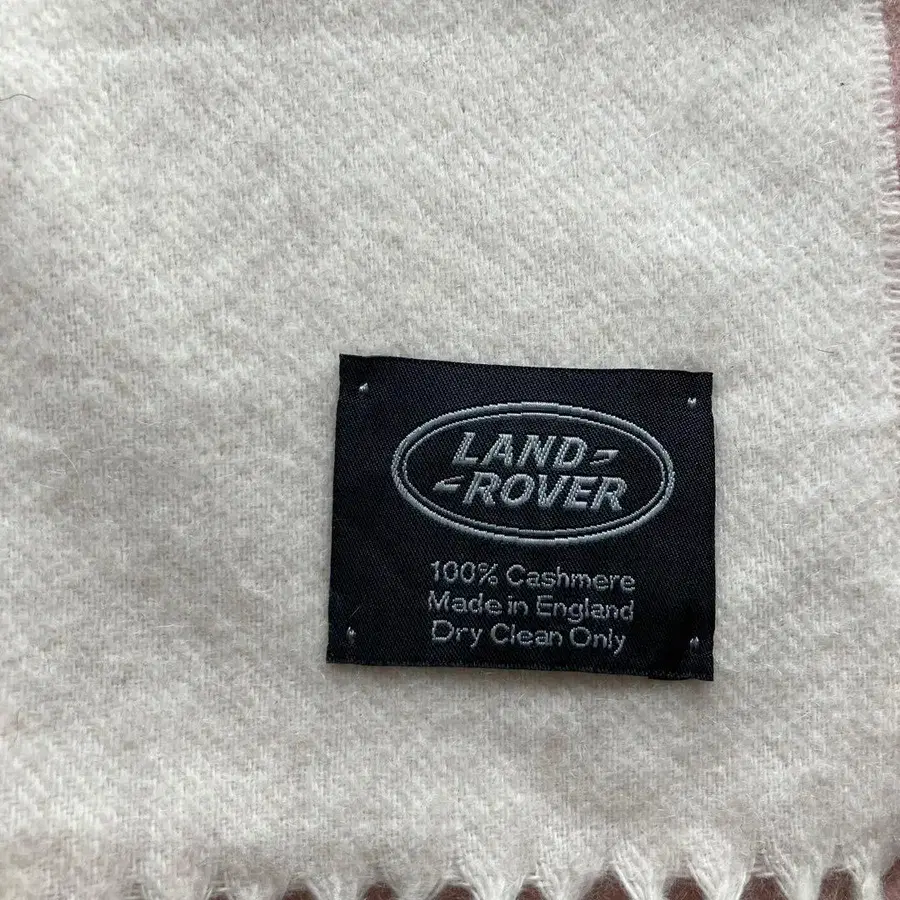 LAND
ROVER
100% Cashmere
Made in England
Dry Clean Only